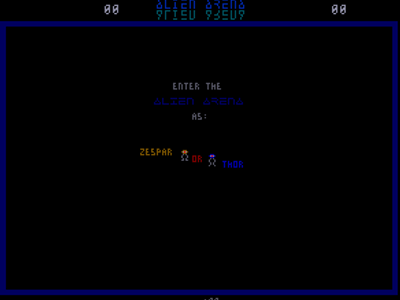 00 ALIEN ARENA 00
ENTER THE
ALIEN ARENA
AS:
ZESPAR OR THOR